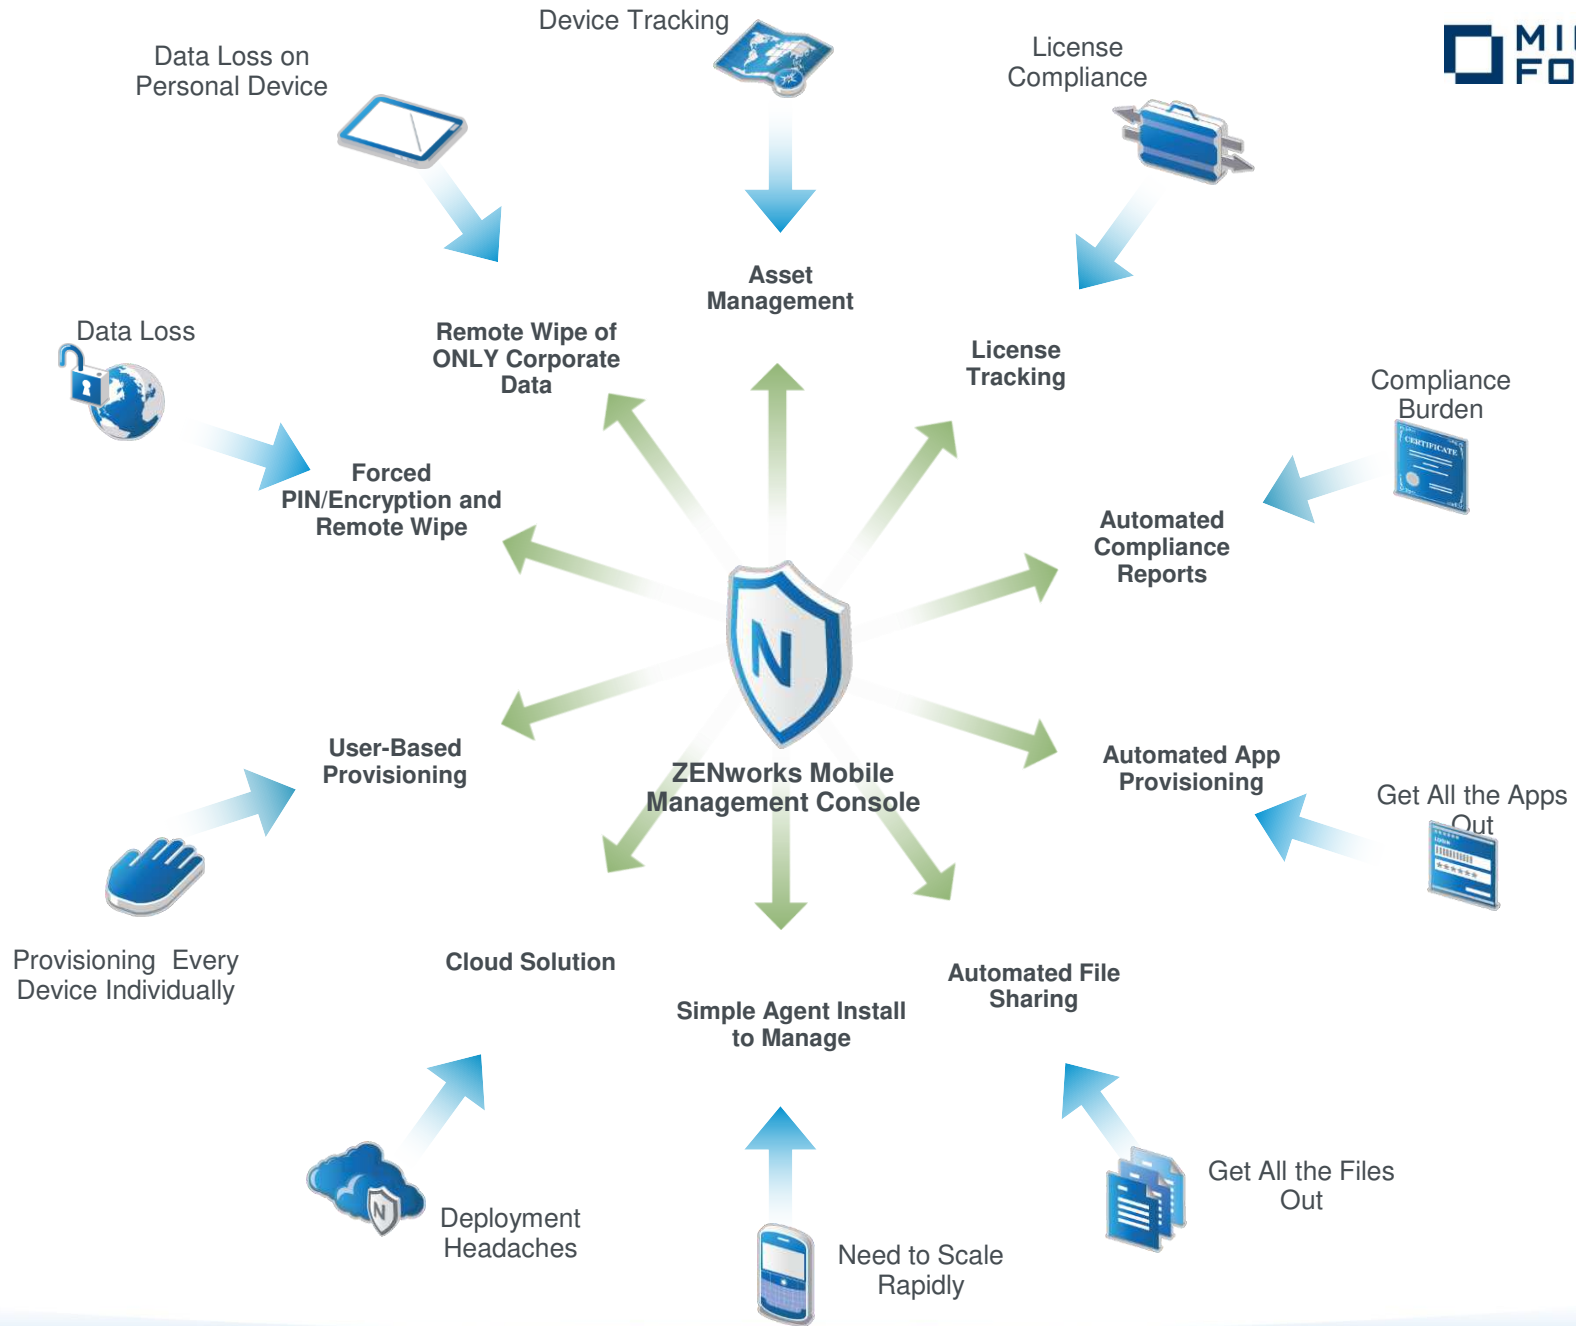 Device Tracking
Data Loss on
Personal Device
License
Compliance
Asset
Management
Remote Wipe of
ONLY Corporate
Data
License
Tracking
Data Loss
Compliance
Burden
CERTIFICATE
Forced
PIN/Encryption and
Remote Wipe
Automated
Compliance
Reports
N
User-Based
Provisioning
ZENworks Mobile
Management Console
Automated App
Provisioning
Get All the Apps
Out
Provisioning Every
Device Individually
Cloud Solution
Automated File
Sharing
Simple Agent Install
to Manage
N
Deployment
Headaches
Need to Scale
Rapidly
Get All the Files
Out